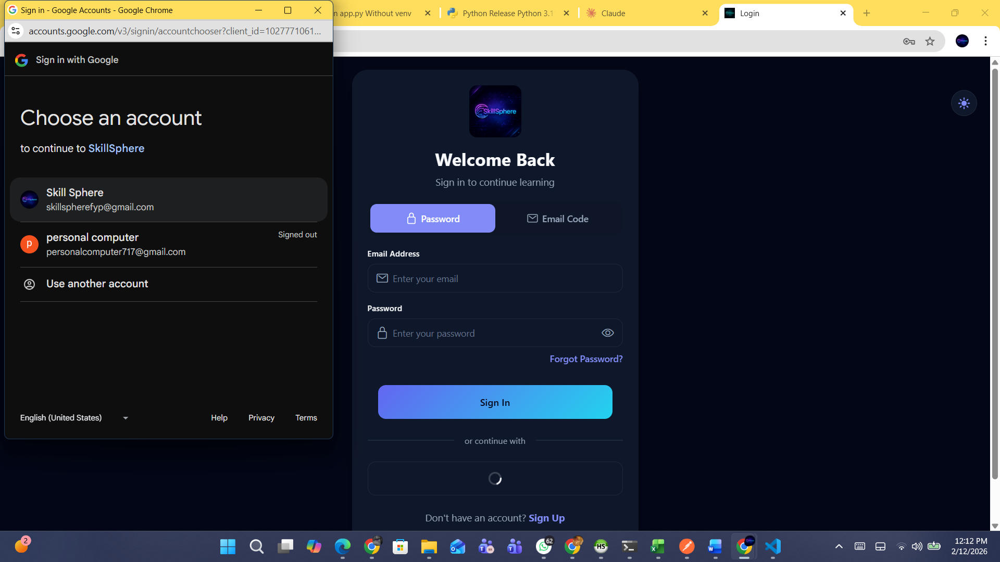 Sign in - Google Accounts - Google Chrome
accounts.google.com/v3/signin/accountchooser?client_id=1027771061...
Sign in with Google
Choose an account
to continue to SkillSphere
Skill Sphere
skillspherefyp@gmail.com
personal computer
Signed out
personalcomputer717@gmail.com
Use another account
English (United States)
Help
Privacy
Terms
n app.py Without venv
Python Release Python 3.1
Claude
Login
SkillSphere
Welcome Back
Sign in to continue learning
Password
Email Code
Email Address
Enter your email
Password
Enter your password
Forgot Password?
Sign In
or continue with
Don't have an account? Sign Up
2
62
HS
12:12 PM
2/12/2026